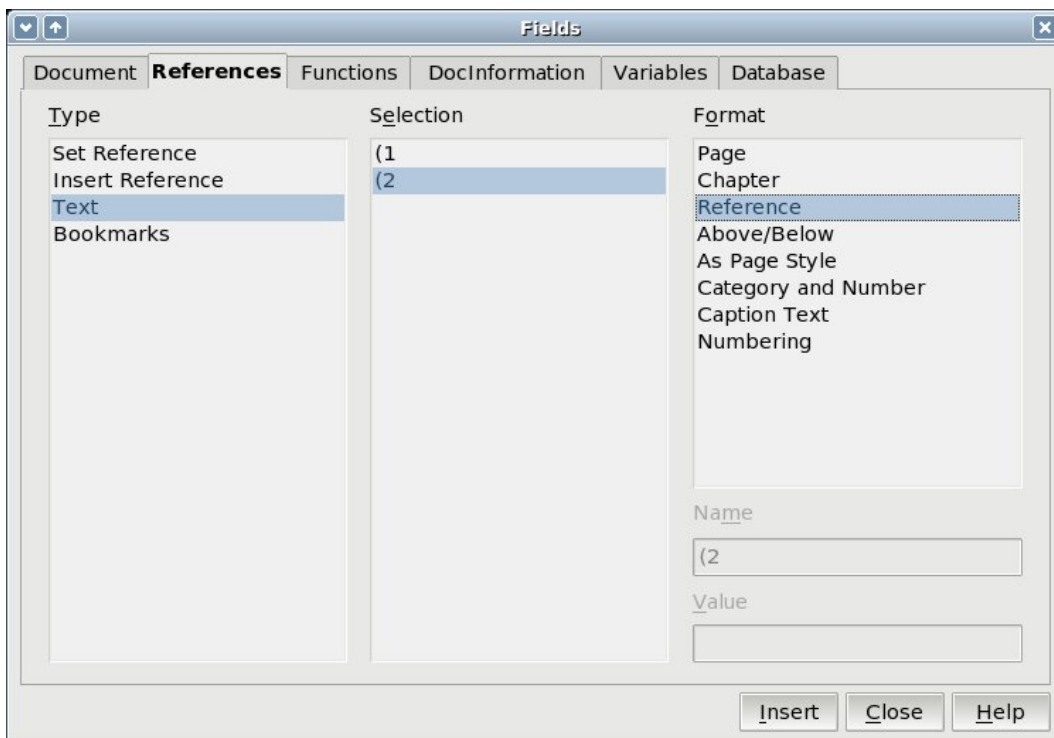 Fields
Document References Functions DocInformation Variables Database
Type
Set Reference
Insert Reference
Text
Bookmarks
Selection
(1
(2
Format
Page
Chapter
Reference
Above/Below
As Page Style
Category and Number
Caption Text
Numbering
Name
(2
Value
Insert Close Help